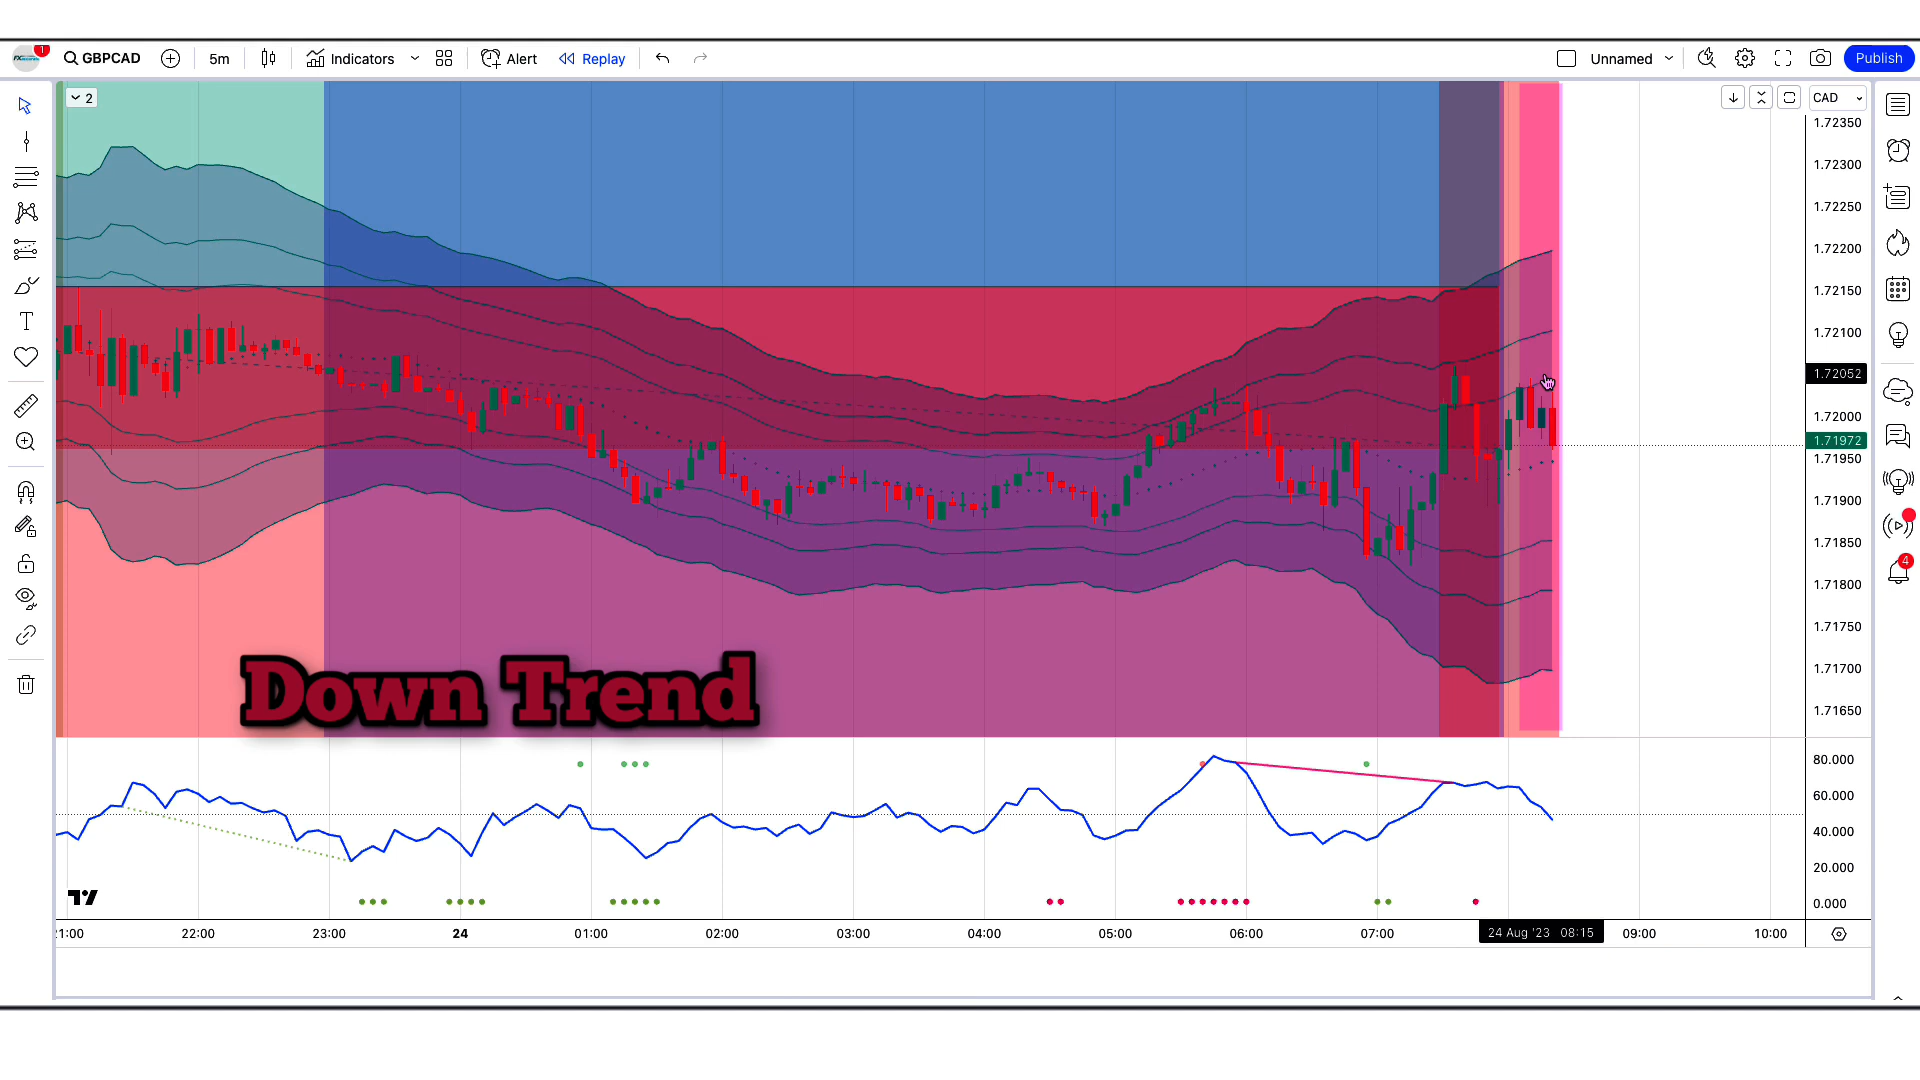 1
GBPCAD
5m
Indicators
Alert
Replay
Unnamed
Publish
2
CAD
1.72350
1.72300
1.72250
1.72200
1.72150
1.72100
1.72052
1.72000
1.71972
1.71950
1.71900
1.71850
1.71800
1.71750
1.71700
1.71650
4
Down Trend
80.000
60.000
40.000
20.000
0.000
21:00 22:00 23:00 24 01:00 02:00 03:00 04:00 05:00 06:00 07:00 24 Aug '23 08:15 09:00 10:00